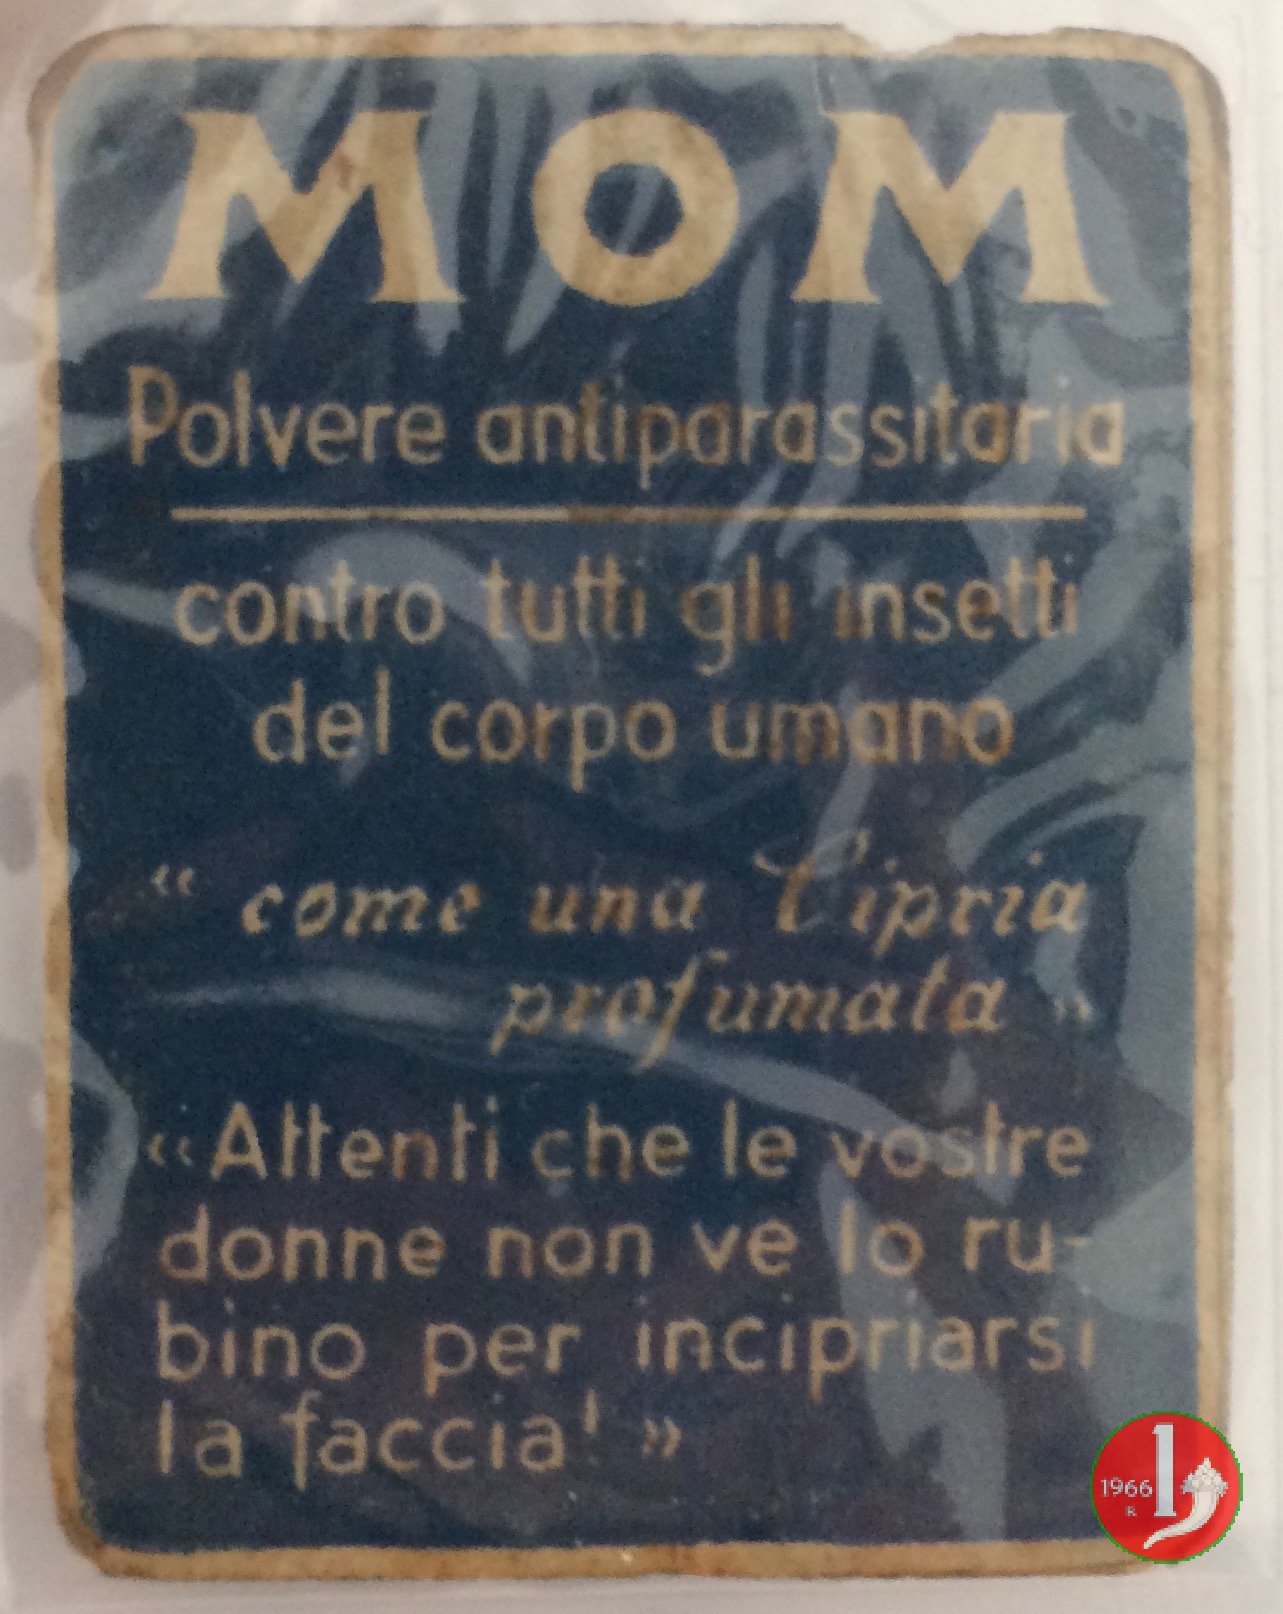 MOM
Polvere antiparassitaria
contro tutti gli insetti
del corpo umano
« come una Cipria
profumata »
«Attenti che le vostre
donne non ve lo ru-
bino per incipriarsi
la faccia! »
1966 1
R